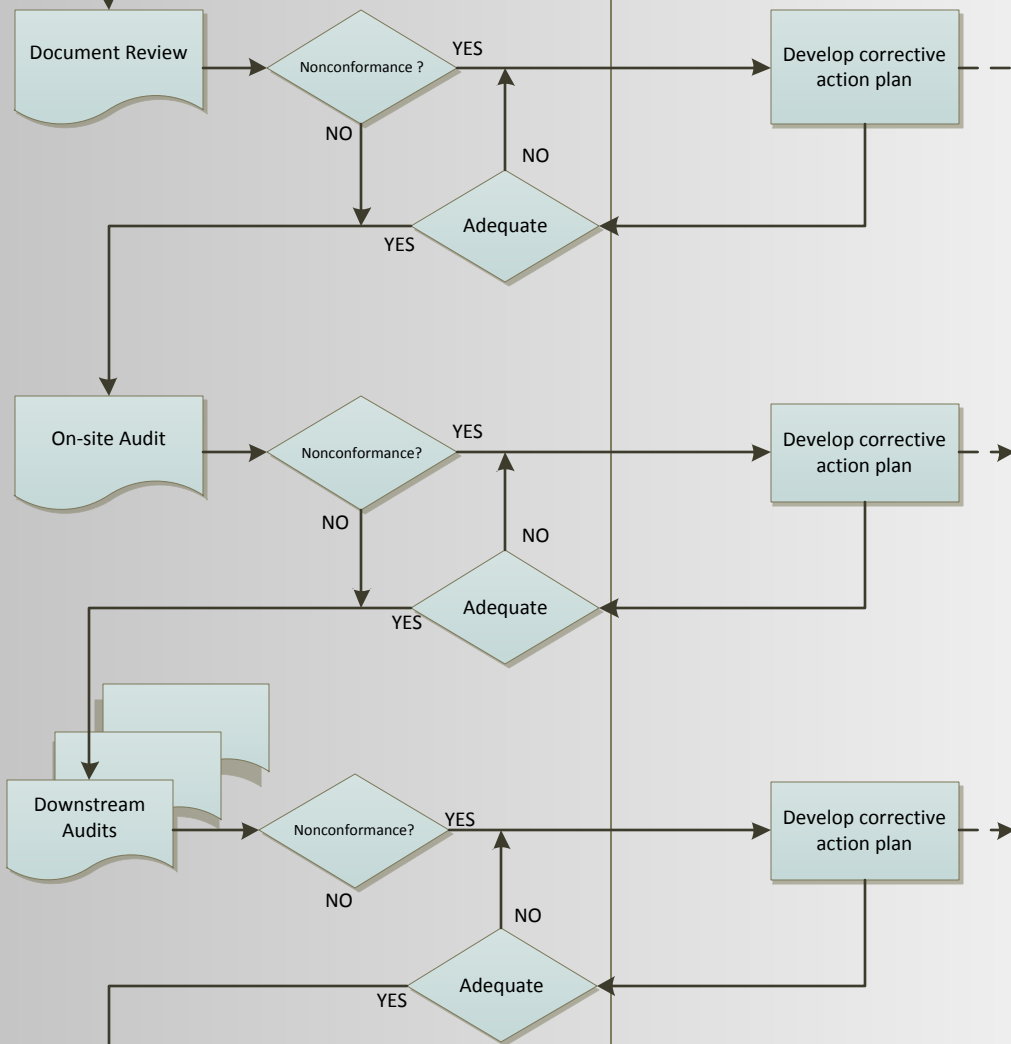 Document Review
Nonconformance ?
YES
Develop corrective
action plan
NO
NO
Adequate
YES
On-site Audit
Nonconformance?
YES
Develop corrective
action plan
NO
NO
Adequate
YES
Downstream
Audits
Nonconformance?
YES
Develop corrective
action plan
NO
NO
Adequate
YES